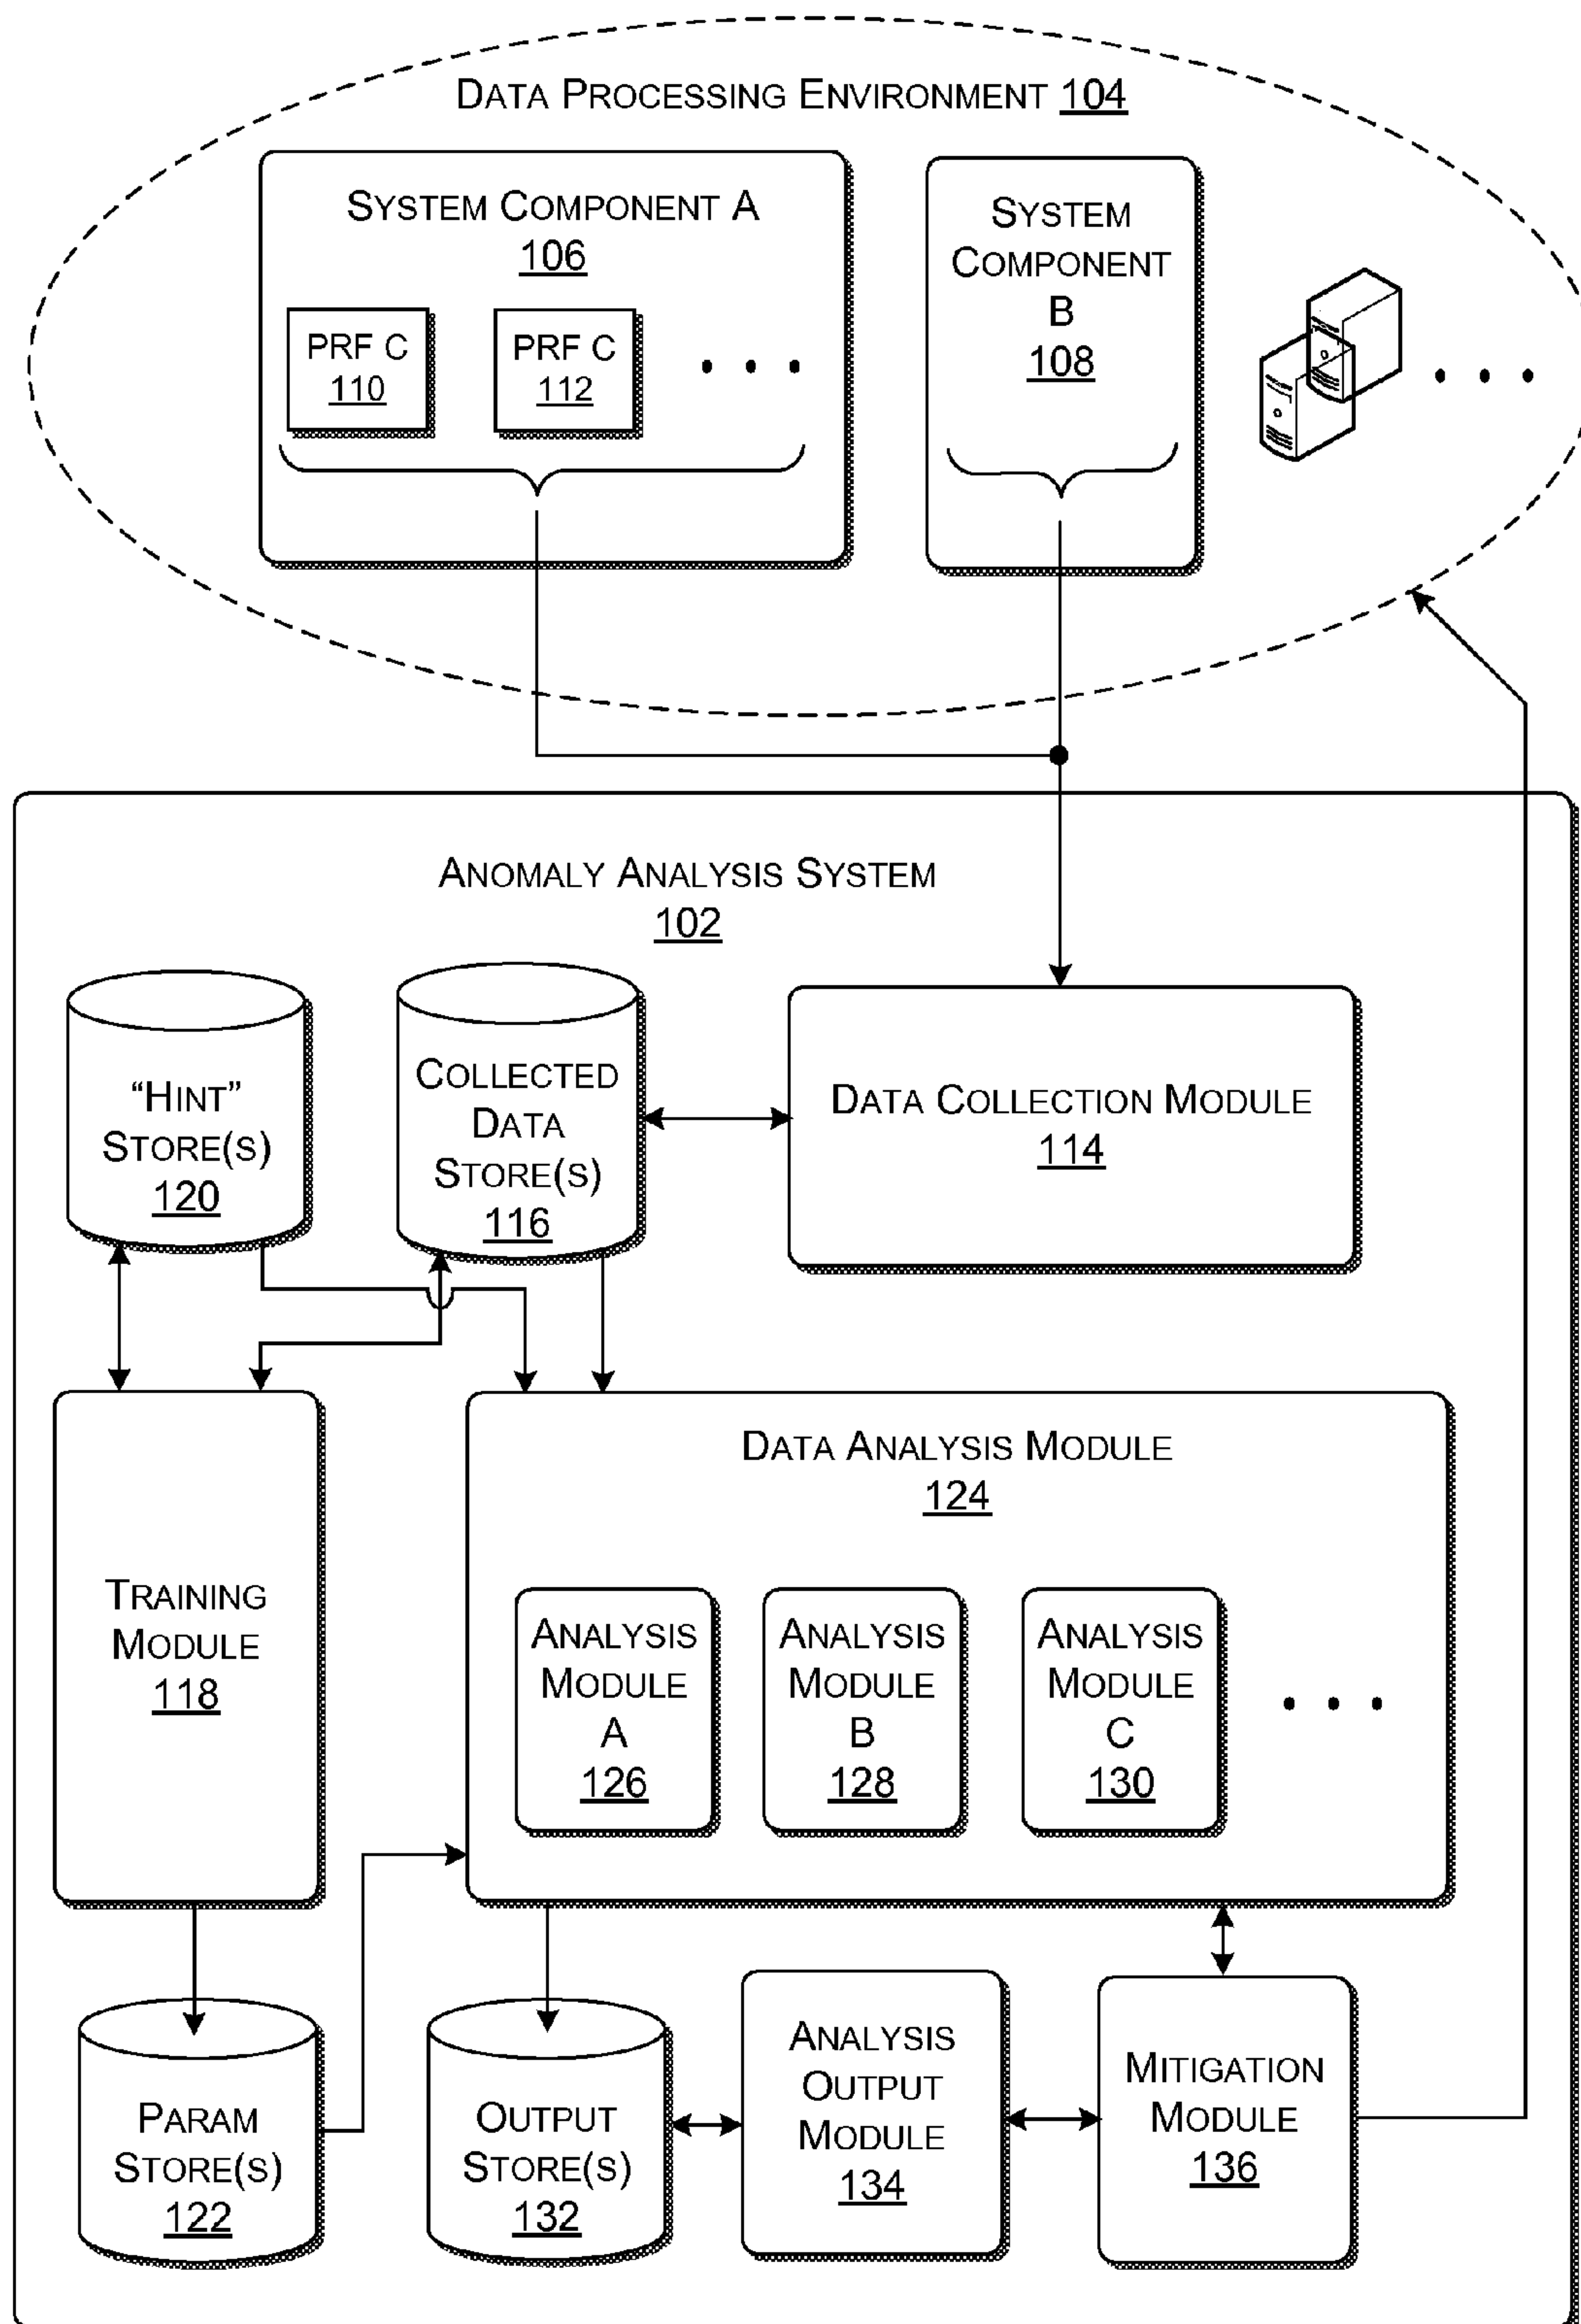 DATA PROCESSING ENVIRONMENT 104
SYSTEM COMPONENT A
106
PRF C
110
PRF C
112
• • •
SYSTEM
COMPONENT
B
108
• • •
ANOMALY ANALYSIS SYSTEM
102
“HINT”
STORE(S)
120
COLLECTED
DATA
STORE(S)
116
DATA COLLECTION MODULE
114
TRAINING
MODULE
118
DATA ANALYSIS MODULE
124
ANALYSIS
MODULE
A
126
ANALYSIS
MODULE
B
128
ANALYSIS
MODULE
C
130
• • •
PARAM
STORE(S)
122
OUTPUT
STORE(S)
132
ANALYSIS
OUTPUT
MODULE
134
MITIGATION
MODULE
136